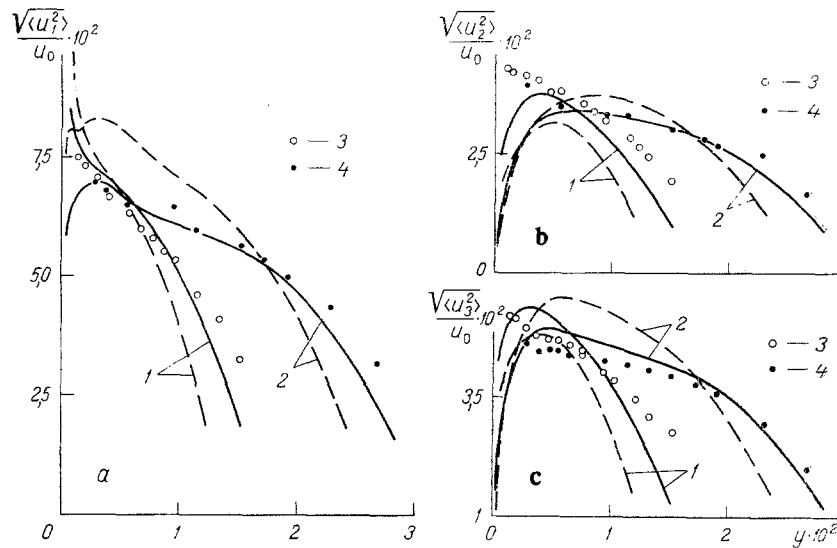 √⟨u₁²⟩/u₀ · 10²
7,5
5,0
2,5
0
1
2
3
○ — 3
• — 4
1
2
a
√⟨u₂²⟩/u₀ · 10²
2,5
0
○ — 3
• — 4
1
2
b
√⟨u₃²⟩/u₀ · 10²
3,5
1
○ — 3
• — 4
2
1
c
0
1
2
y·10²